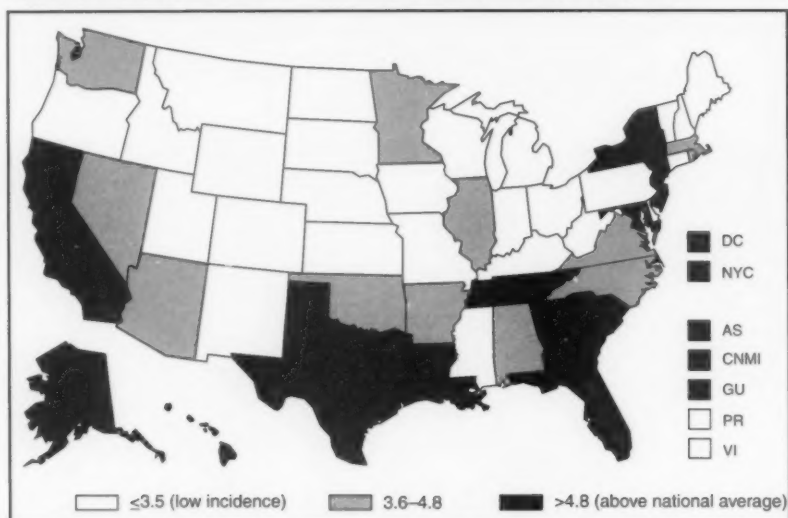 DC
NYC
AS
CNMI
GU
PR
VI
≤3.5 (low incidence)
3.6–4.8
>4.8 (above national average)